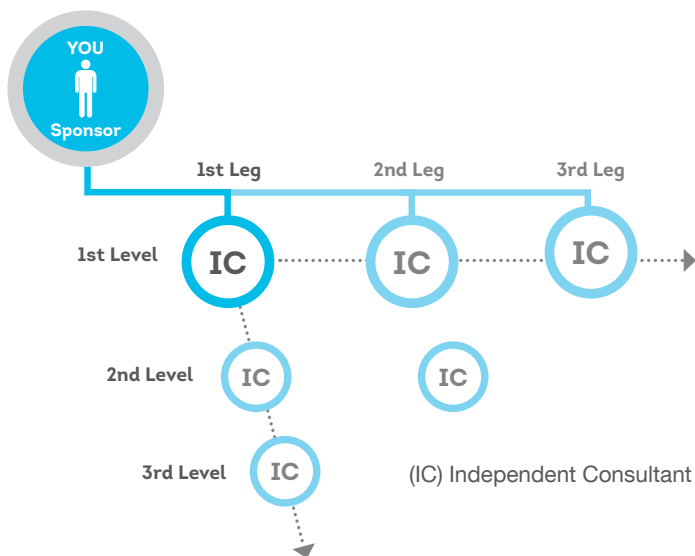 YOU
Sponsor
1st Leg
2nd Leg
3rd Leg
1st Level
IC
IC
IC
2nd Level
IC
IC
3rd Level
IC
(IC) Independent Consultant